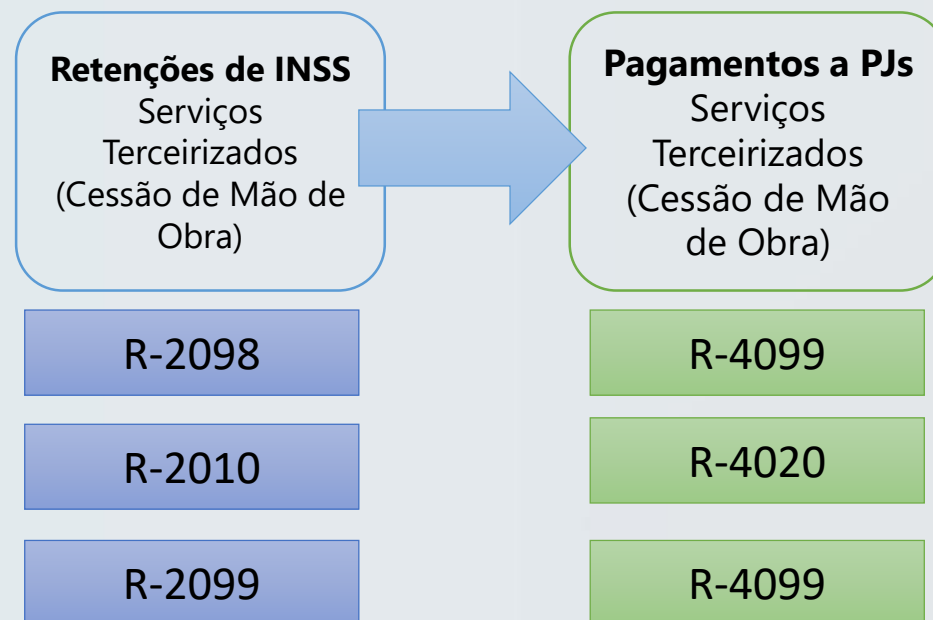 Retenções de INSS
Serviços
Terceirizados
(Cessão de Mão de
Obra)
Pagamentos a PJs
Serviços
Terceirizados
(Cessão de Mão
de Obra)
R-2098
R-4099
R-2010
R-4020
R-2099
R-4099